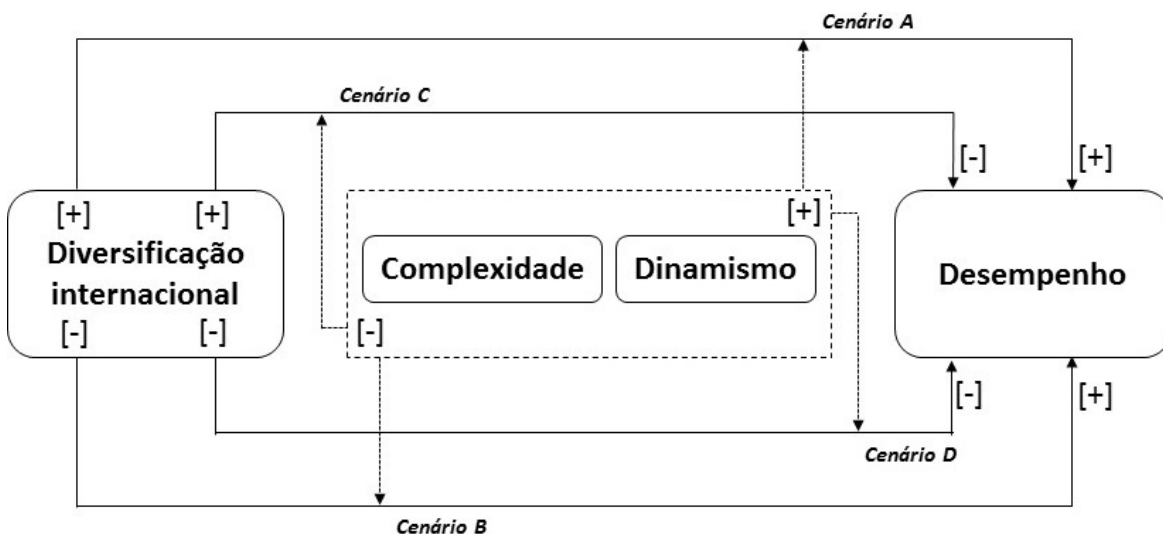 Cenário A
Cenário C
[-]
[+]
[+]
[+]
[+]
Diversificação
internacional
Complexidade
Dinamismo
Desempenho
[-]
[-]
[-]
[-]
[+]
Cenário D
Cenário B